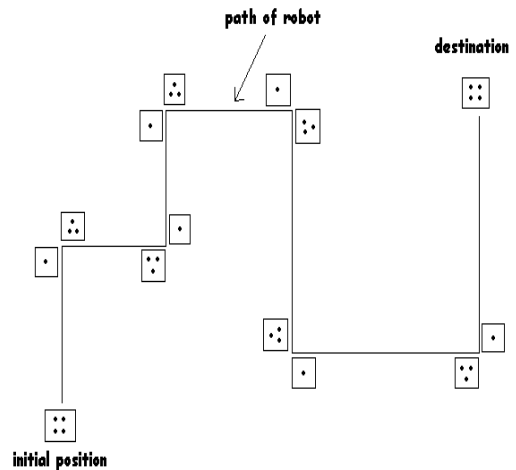 path of robot
destination
initial position